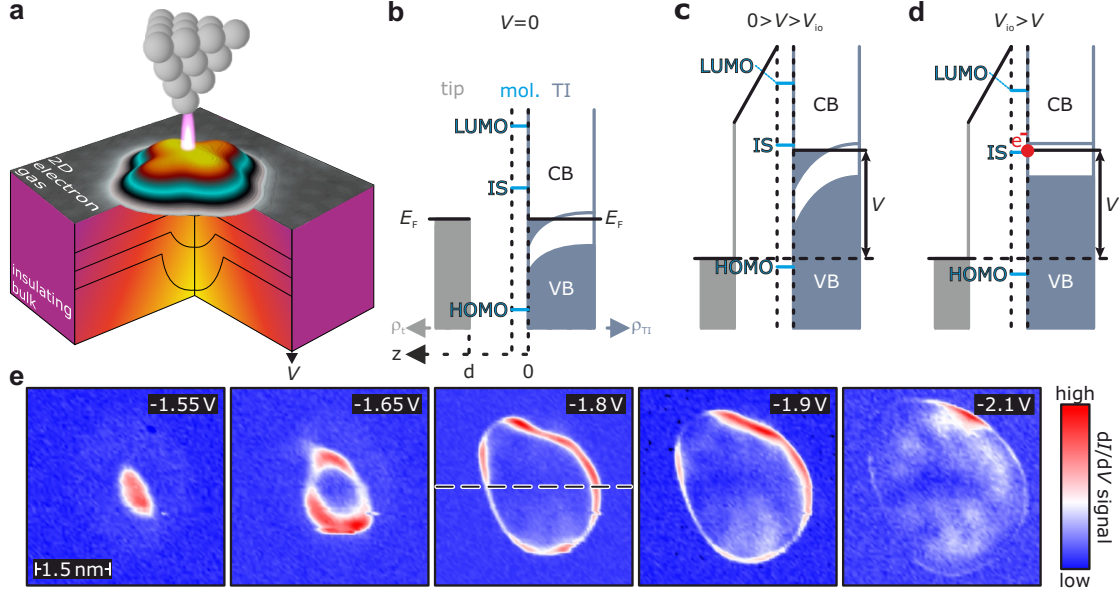 a
2D
electron
gas
insulating
bulk
V
b
V=0
tip
mol.
TI
LUMO
IS
CB
E_F
E_F
HOMO
VB
ρ_t
ρ_TI
z
d
0
c
0>V>V_io
LUMO
CB
IS
V
HOMO
VB
d
V_io>V
LUMO
CB
e⁻
IS
V
HOMO
VB
e
-1.55 V
-1.65 V
-1.8 V
-1.9 V
-2.1 V
1.5 nm
high
dI/dV signal
low